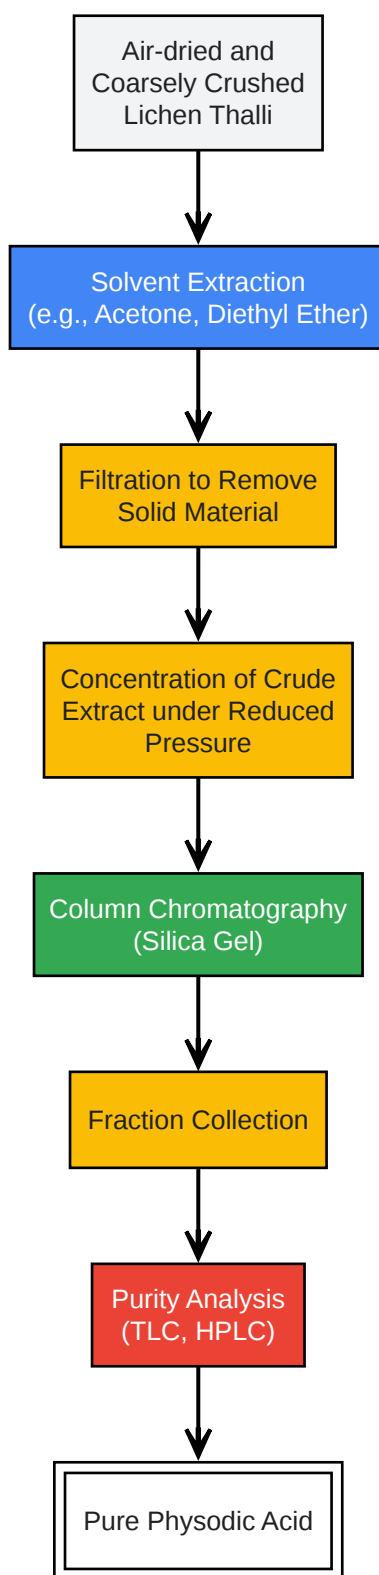 Air-dried and
Coarsely Crushed
Lichen Thalli
Solvent Extraction
(e.g., Acetone, Diethyl Ether)
Filtration to Remove
Solid Material
Concentration of Crude
Extract under Reduced
Pressure
Column Chromatography
(Silica Gel)
Fraction Collection
Purity Analysis
(TLC, HPLC)
Pure Physodic Acid